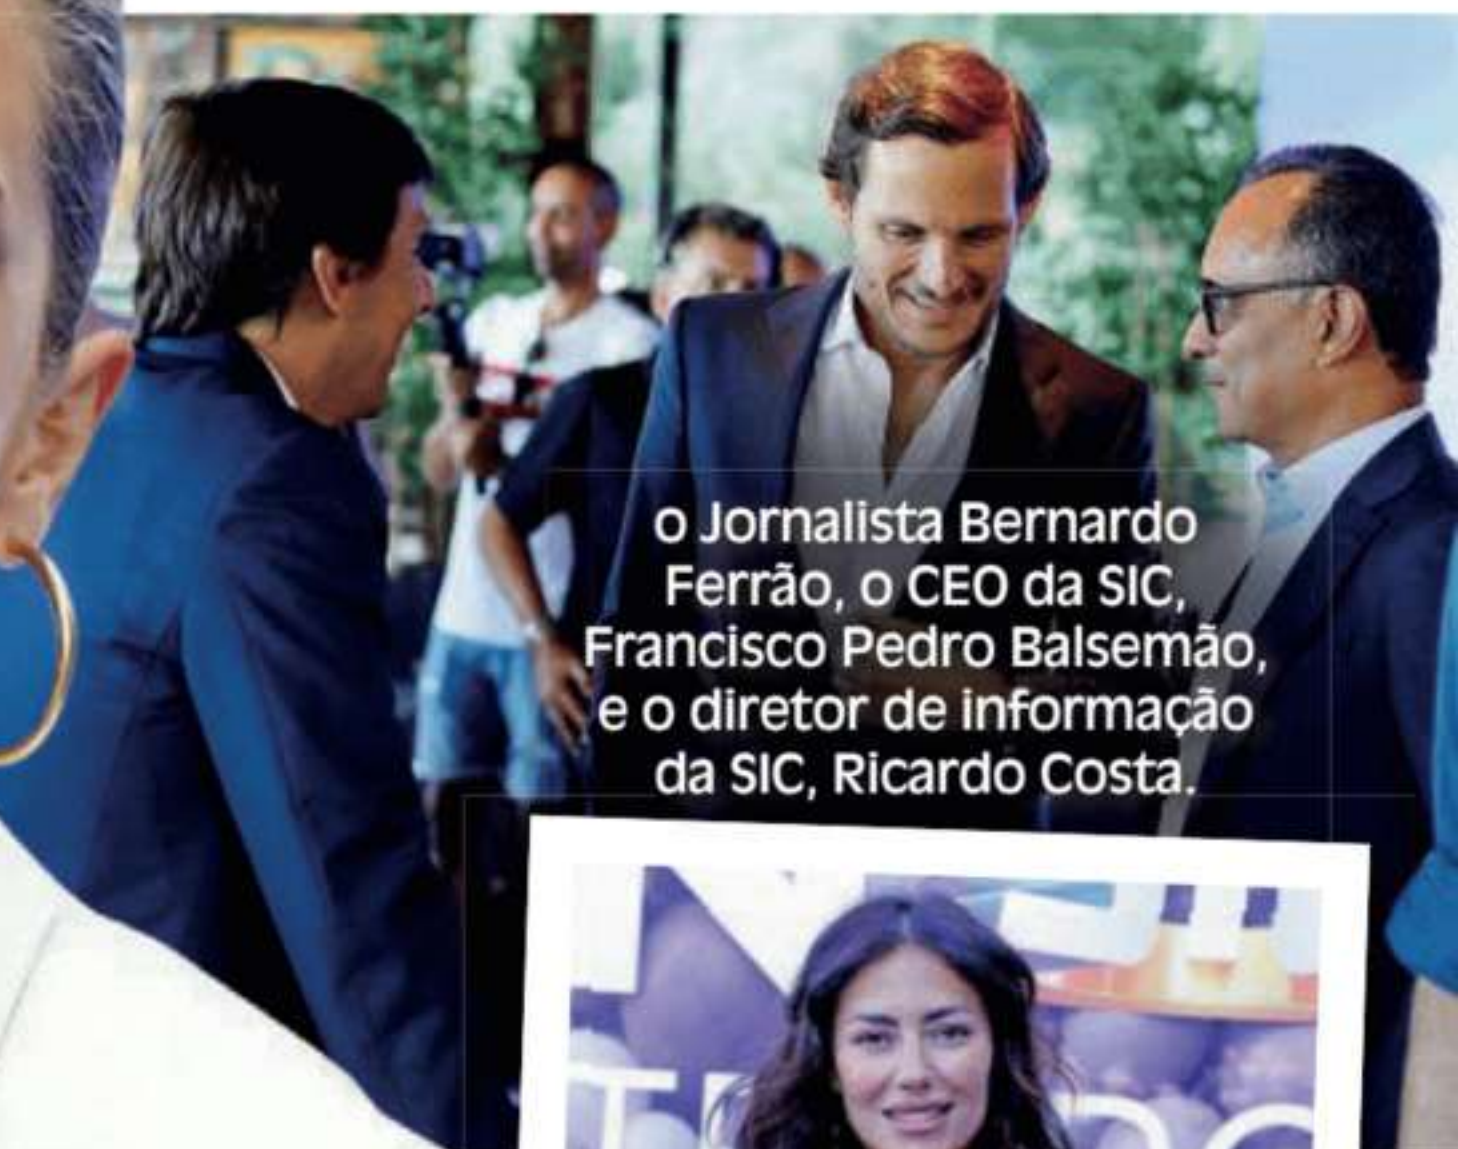 o Jornalista Bernardo
Ferrão, o CEO da SIC,
Francisco Pedro Balsemão,
e o diretor de informação
da SIC, Ricardo Costa.